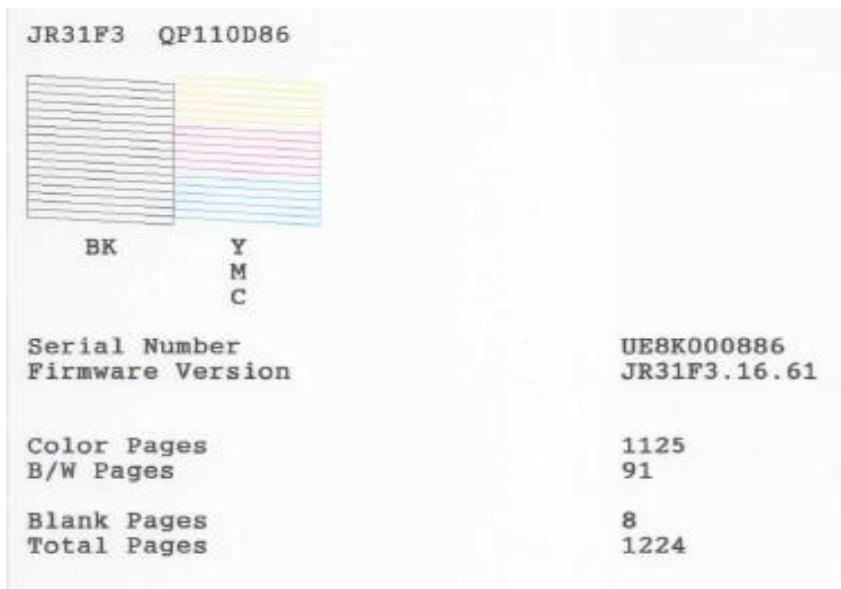 JR31F3 QP110D86
BK Y
M
C
Serial Number UE8K000886
Firmware Version JR31F3.16.61
Color Pages 1125
B/W Pages 91
Blank Pages 8
Total Pages 1224